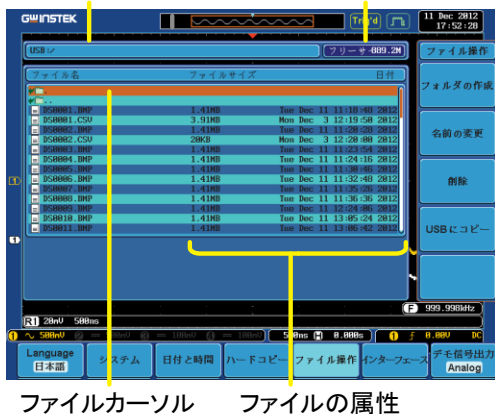 GWINSTEK
Trig'd
11 Dec 2012
17:52:28
USB:/
フリーサ-889.2M
ファイル操作
ファイル名 ファイルサイズ 日付
.
..
DS0001.BMP 1.41MB Tue Dec 11 11:18:48 2012
DS0001.CSV 3.91MB Mon Dec 3 12:19:50 2012
DS0002.BMP 1.41MB Tue Dec 11 11:20:28 2012
DS0002.CSV 20KB Mon Dec 3 12:20:00 2012
DS0003.BMP 1.41MB Tue Dec 11 11:23:54 2012
DS0004.BMP 1.41MB Tue Dec 11 11:24:16 2012
DS0005.BMP 1.41MB Tue Dec 11 11:30:46 2012
DS0006.BMP 1.41MB Tue Dec 11 11:32:48 2012
DS0007.BMP 1.41MB Tue Dec 11 11:35:26 2012
DS0008.BMP 1.41MB Tue Dec 11 11:36:36 2012
DS0009.BMP 1.41MB Tue Dec 11 12:24:06 2012
DS0010.BMP 1.41MB Tue Dec 11 13:05:24 2012
DS0011.BMP 1.41MB Tue Dec 11 13:06:42 2012
フォルダの作成
名前の変更
削除
USBにコピー
1
1
F 999.998kHz
R1 20mV 500ns
1 500mV 2 100mV 3 100mV 4 100mV 500ns H 0.000s 1 0.00V DC
Language
日本語
システム
日付と時間
ハードコピー
ファイル操作
インターフェース
デモ信号出力
Analog
ファイルカーソル ファイルの属性